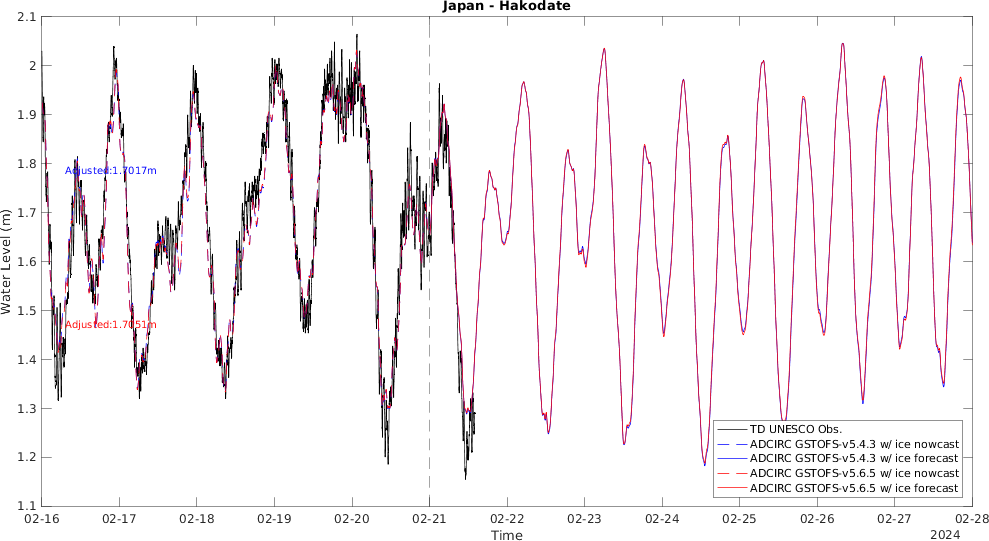 Japan - Hakodate
2.1
2
1.9
1.8
1.7
1.6
1.5
1.4
1.3
1.2
1.1
Water Level (m)
Adjusted:1.7017m
Adjusted:1.7051m
TD UNESCO Obs.
ADCIRC GSTOFS-v5.4.3 w/ ice nowcast
ADCIRC GSTOFS-v5.4.3 w/ ice forecast
ADCIRC GSTOFS-v5.6.5 w/ ice nowcast
ADCIRC GSTOFS-v5.6.5 w/ ice forecast
02-16 02-17 02-18 02-19 02-20 02-21 02-22 02-23 02-24 02-25 02-26 02-27 02-28
Time 2024